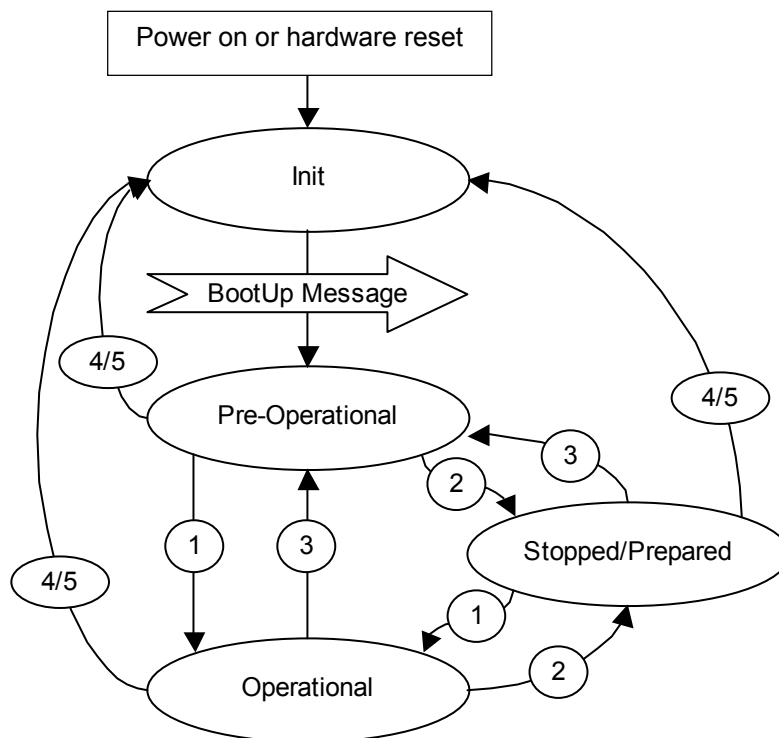 Power on or hardware reset
Init
BootUp Message
4/5
4/5
Pre-Operational
3
2
1
3
Stopped/Prepared
4/5
1
2
Operational